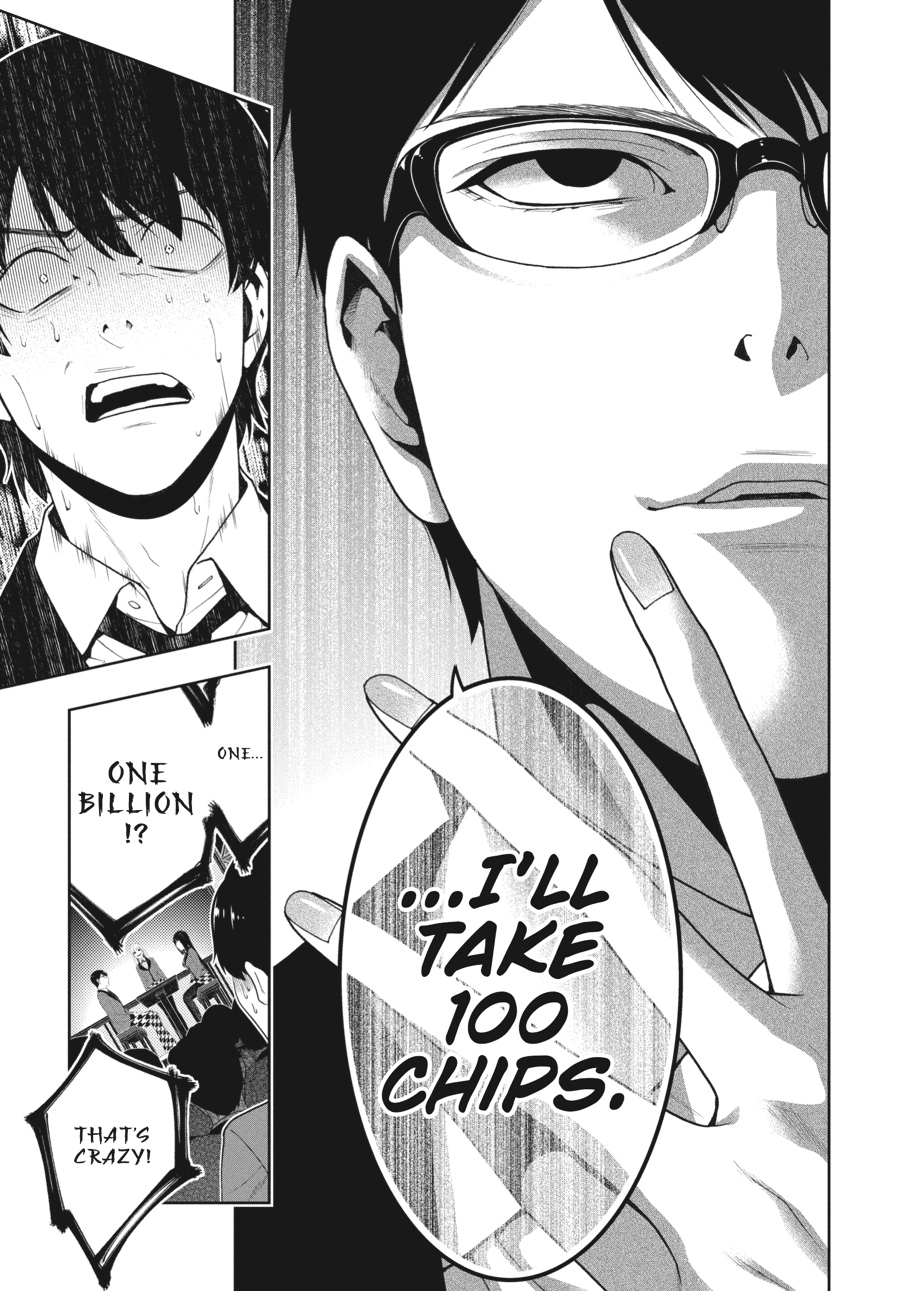 ...I'LL
TAKE
100
CHIPS.
ONE...
ONE
BILLION
!?
THAT'S
CRAZY!